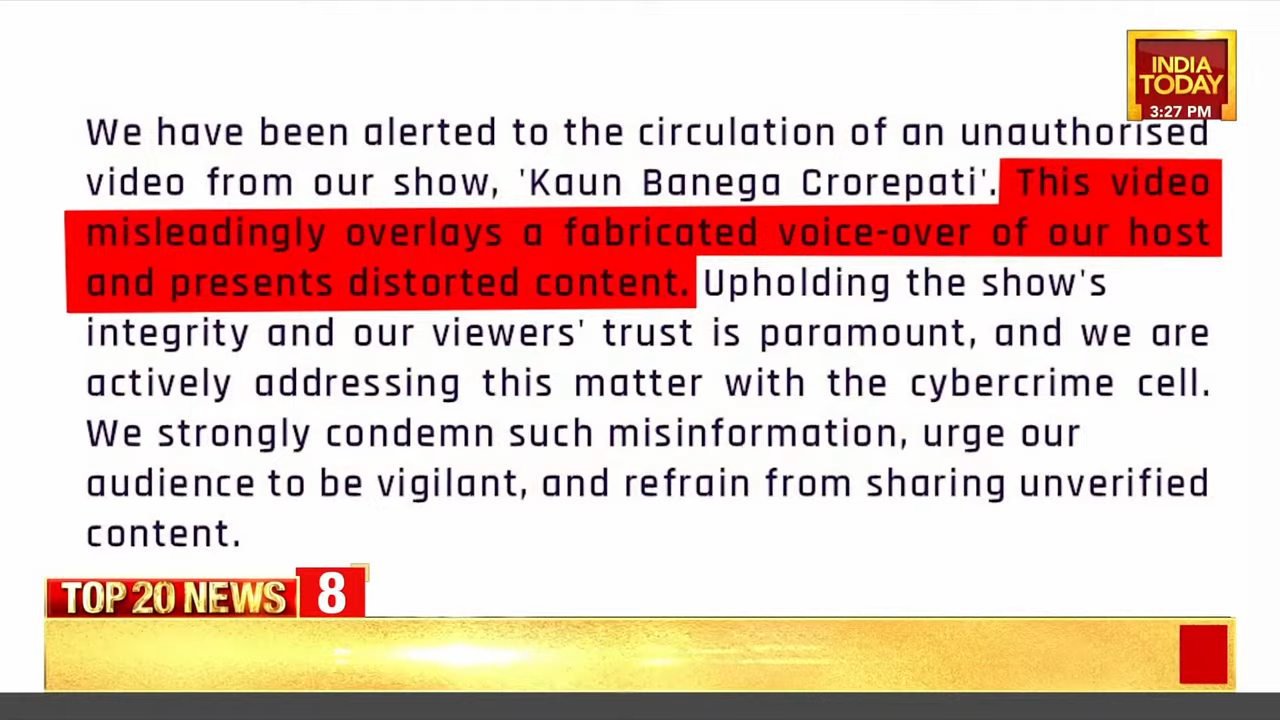 INDIA
TODAY
3:27 PM
We have been alerted to the circulation of an unauthorised
video from our show, 'Kaun Banega Crorepati'. This video
misleadingly overlays a fabricated voice-over of our host
and presents distorted content. Upholding the show's
integrity and our viewers' trust is paramount, and we are
actively addressing this matter with the cybercrime cell.
We strongly condemn such misinformation, urge our
audience to be vigilant, and refrain from sharing unverified
content.
TOP 20 NEWS 8